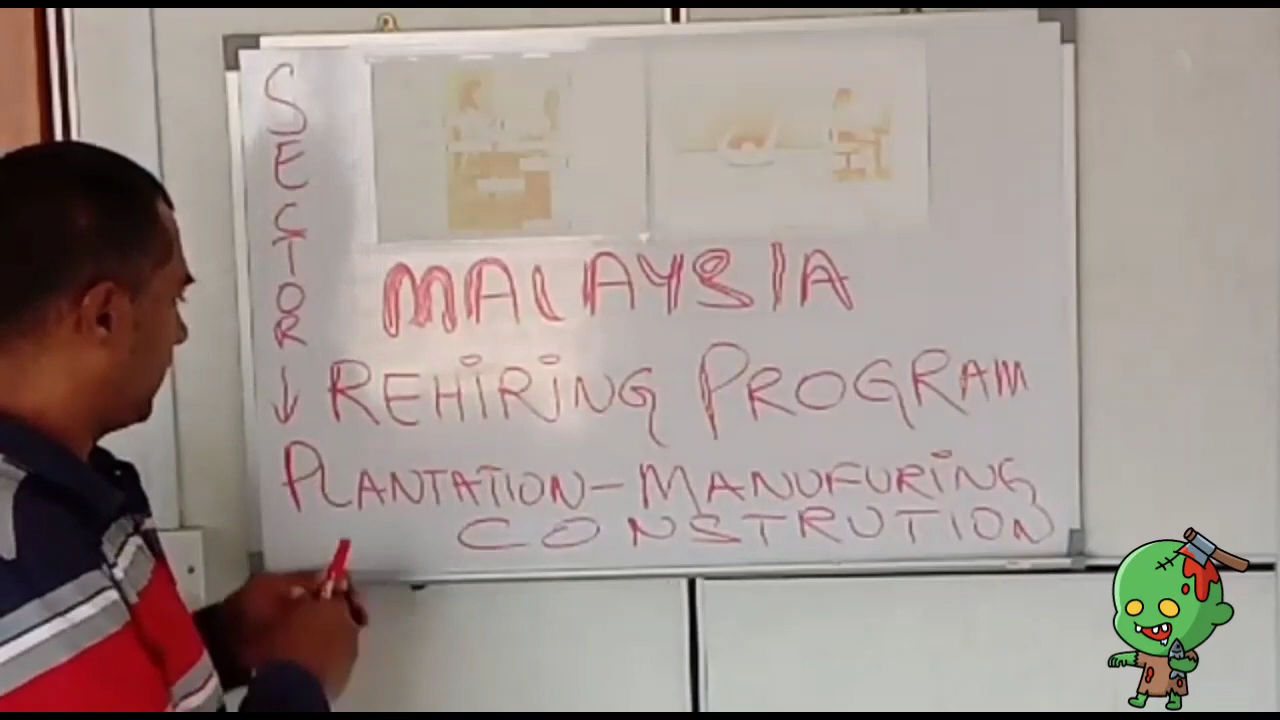 SECTOR
MALAYSIA
REHIRING PROGRAM
PLANTATION - MANUFURING
CONSTRUTION